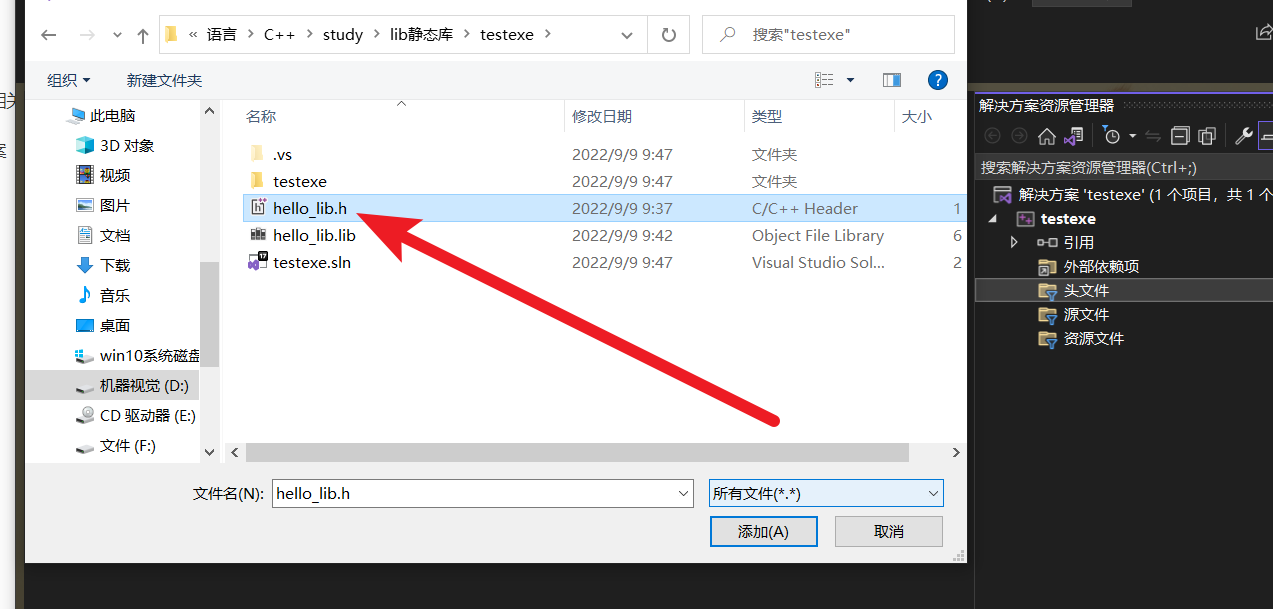 « 语言 > C++ > study > lib静态库 > testexe >
搜索"testexe"
组织
新建文件夹
此电脑
3D 对象
视频
图片
文档
下载
音乐
桌面
win10系统磁盘
机器视觉 (D:)
CD 驱动器 (E:)
文件 (F:)
名称 修改日期 类型 大小
.vs 2022/9/9 9:47 文件夹
testexe 2022/9/9 9:47 文件夹
hello_lib.h 2022/9/9 9:37 C/C++ Header 1
hello_lib.lib 2022/9/9 9:42 Object File Library 6
testexe.sln 2022/9/9 9:47 Visual Studio Sol... 2
文件名(N): hello_lib.h
所有文件(*.*)
添加(A)
取消
解决方案资源管理器
搜索解决方案资源管理器(Ctrl+;)
解决方案 'testexe' (1 个项目，共 1 个
testexe
引用
外部依赖项
头文件
源文件
资源文件